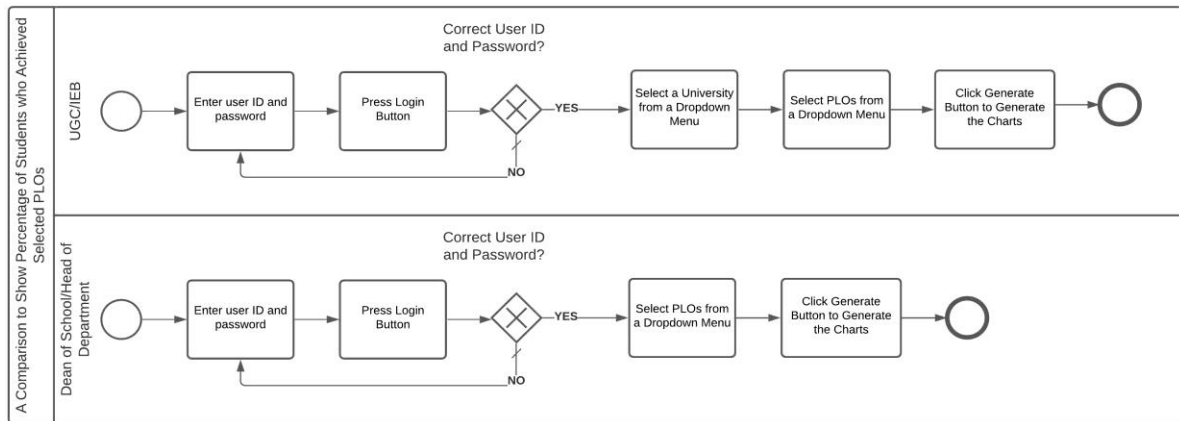 A Comparison to Show Percentage of Students who Achieved
Selected PLOs
UGC/IEB
Enter user ID and
password
Press Login
Button
Correct User ID
and Password?
YES
NO
Select a University
from a Dropdown
Menu
Select PLOs from
a Dropdown Menu
Click Generate
Button to Generate
the Charts
Dean of School/Head of
Department
Enter user ID and
password
Press Login
Button
Correct User ID
and Password?
YES
NO
Select PLOs from
a Dropdown Menu
Click Generate
Button to Generate
the Charts